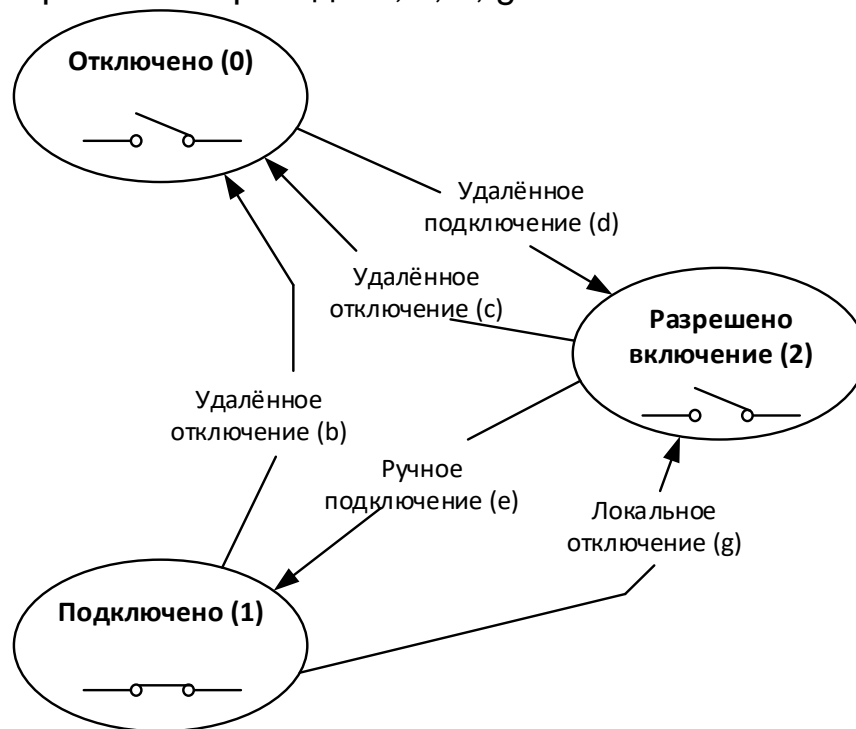 Отключено (0)
Удалённое
подключение (d)
Удалённое
отключение (c)
Разрешено
включение (2)
Удалённое
отключение (b)
Ручное
подключение (e)
Локальное
отключение (g)
Подключено (1)